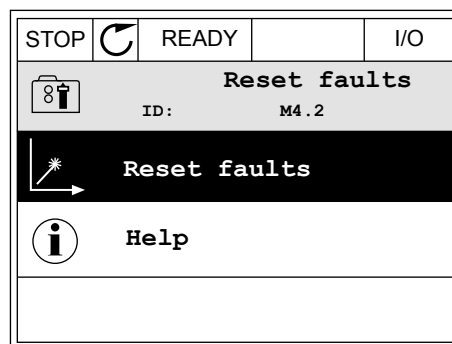 STOP READY I/O
Reset faults
ID: M4.2
Reset faults
Help